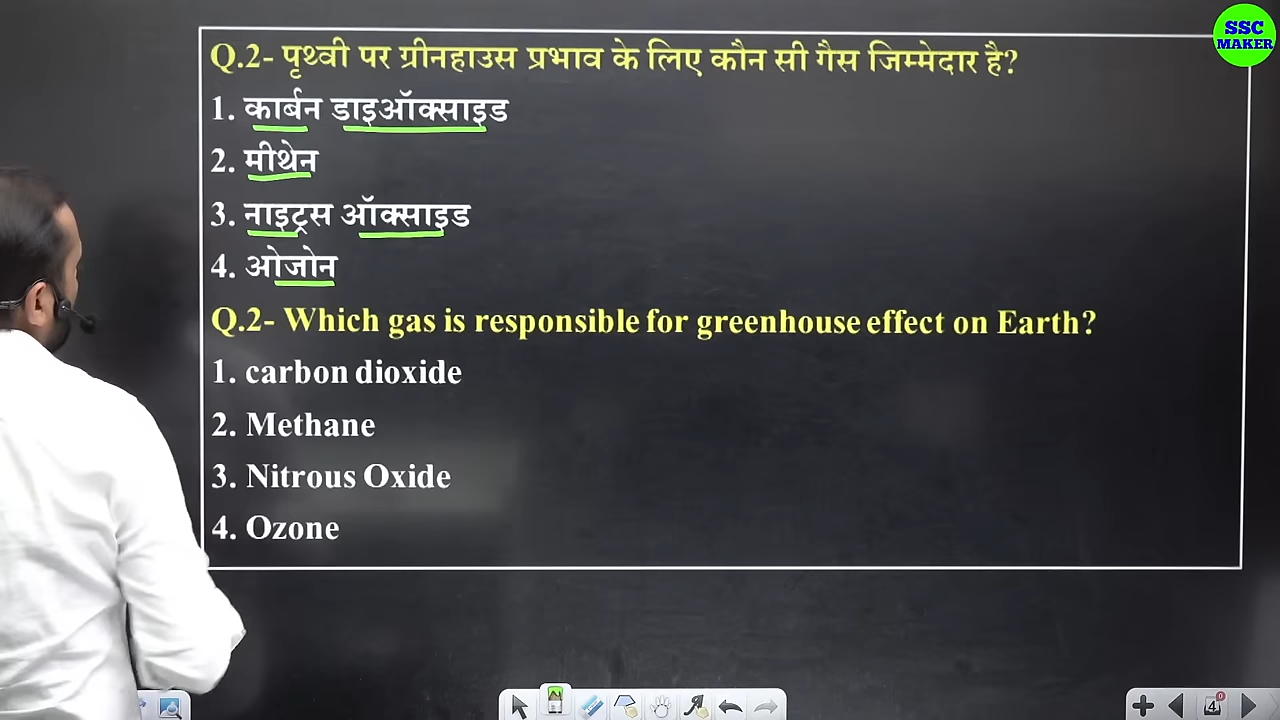 SSC
MAKER
Q.2- पृथ्वी पर ग्रीनहाउस प्रभाव के लिए कौन सी गैस जिम्मेदार है?
1. कार्बन डाइऑक्साइड
2. मीथेन
3. नाइट्रस ऑक्साइड
4. ओजोन
Q.2- Which gas is responsible for greenhouse effect on Earth?
1. carbon dioxide
2. Methane
3. Nitrous Oxide
4. Ozone
4